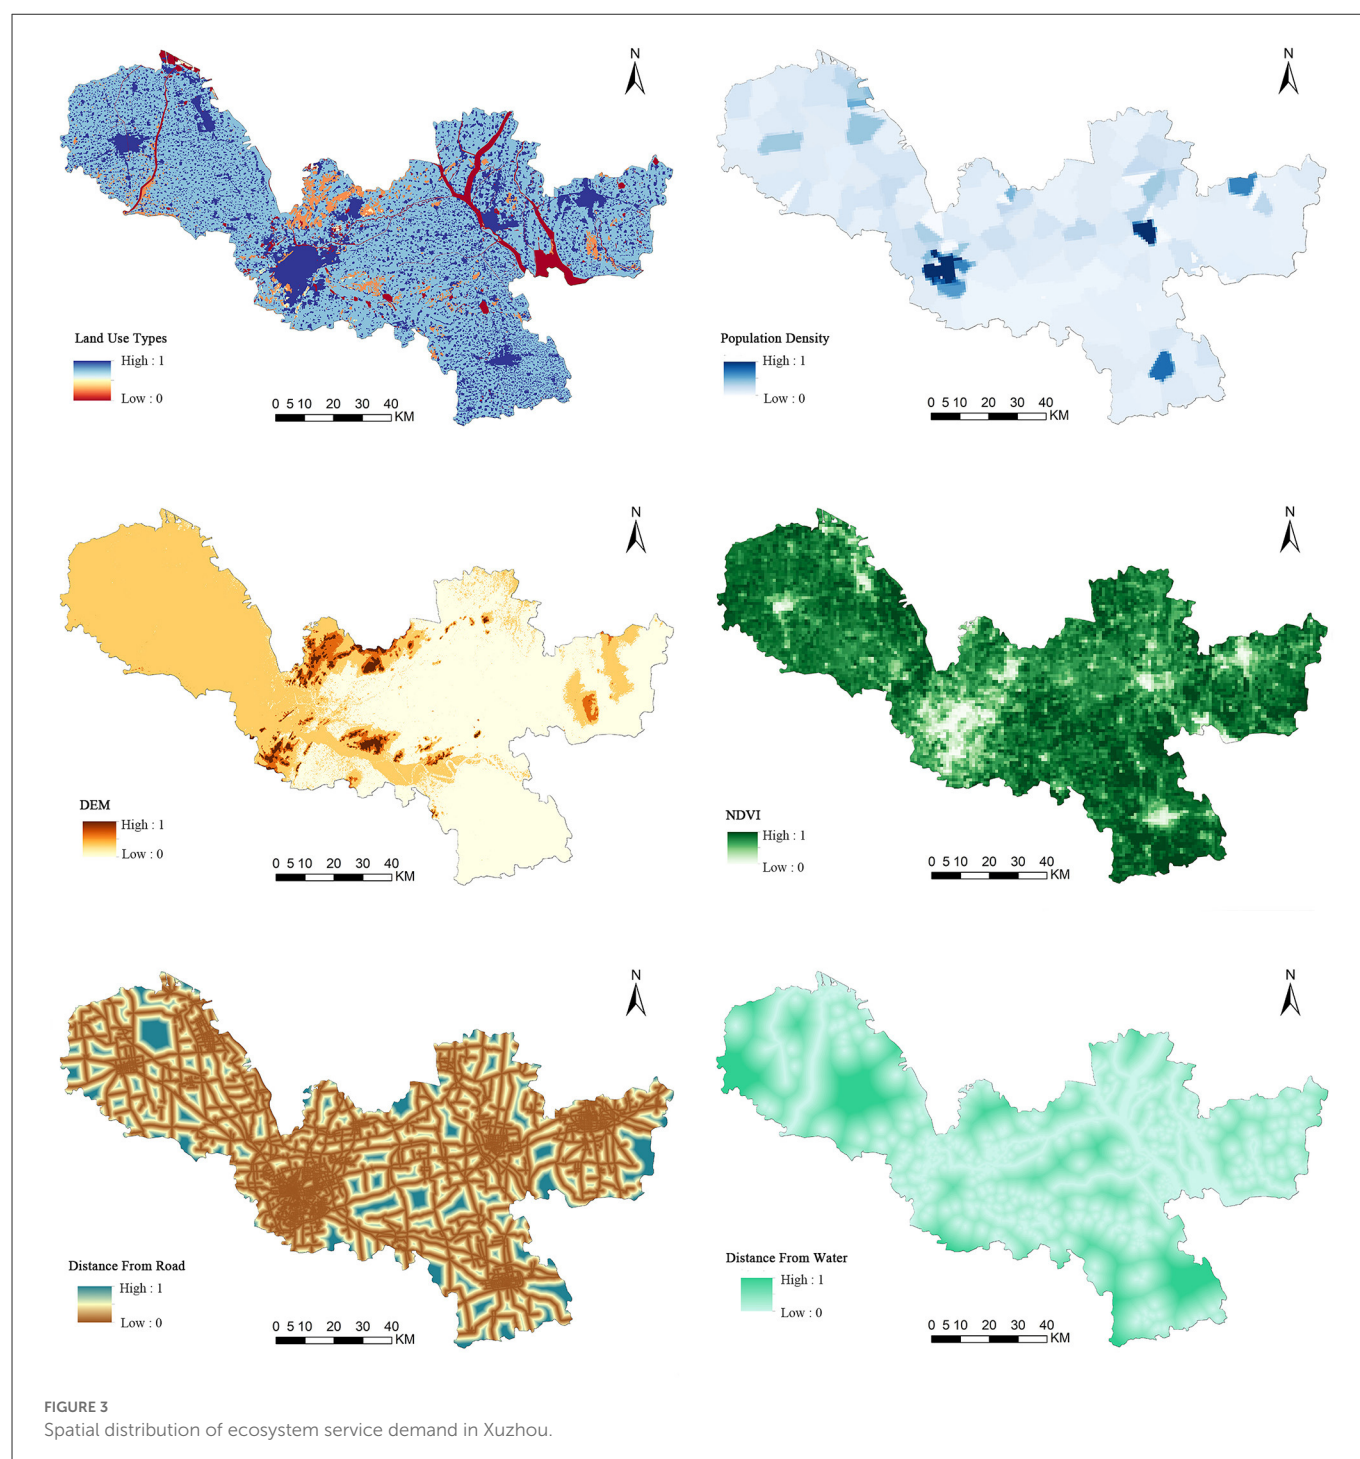 N
N
Land Use Types
High : 1
Low : 0
0 5 10 20 30 40
KM
Population Density
High : 1
Low : 0
0 5 10 20 30 40
KM
N
N
DEM
High : 1
Low : 0
0 5 10 20 30 40
KM
NDVI
High : 1
Low : 0
0 5 10 20 30 40
KM
N
N
Distance From Road
High : 1
Low : 0
0 5 10 20 30 40
KM
Distance From Water
High : 1
Low : 0
0 5 10 20 30 40
KM
FIGURE 3
Spatial distribution of ecosystem service demand in Xuzhou.